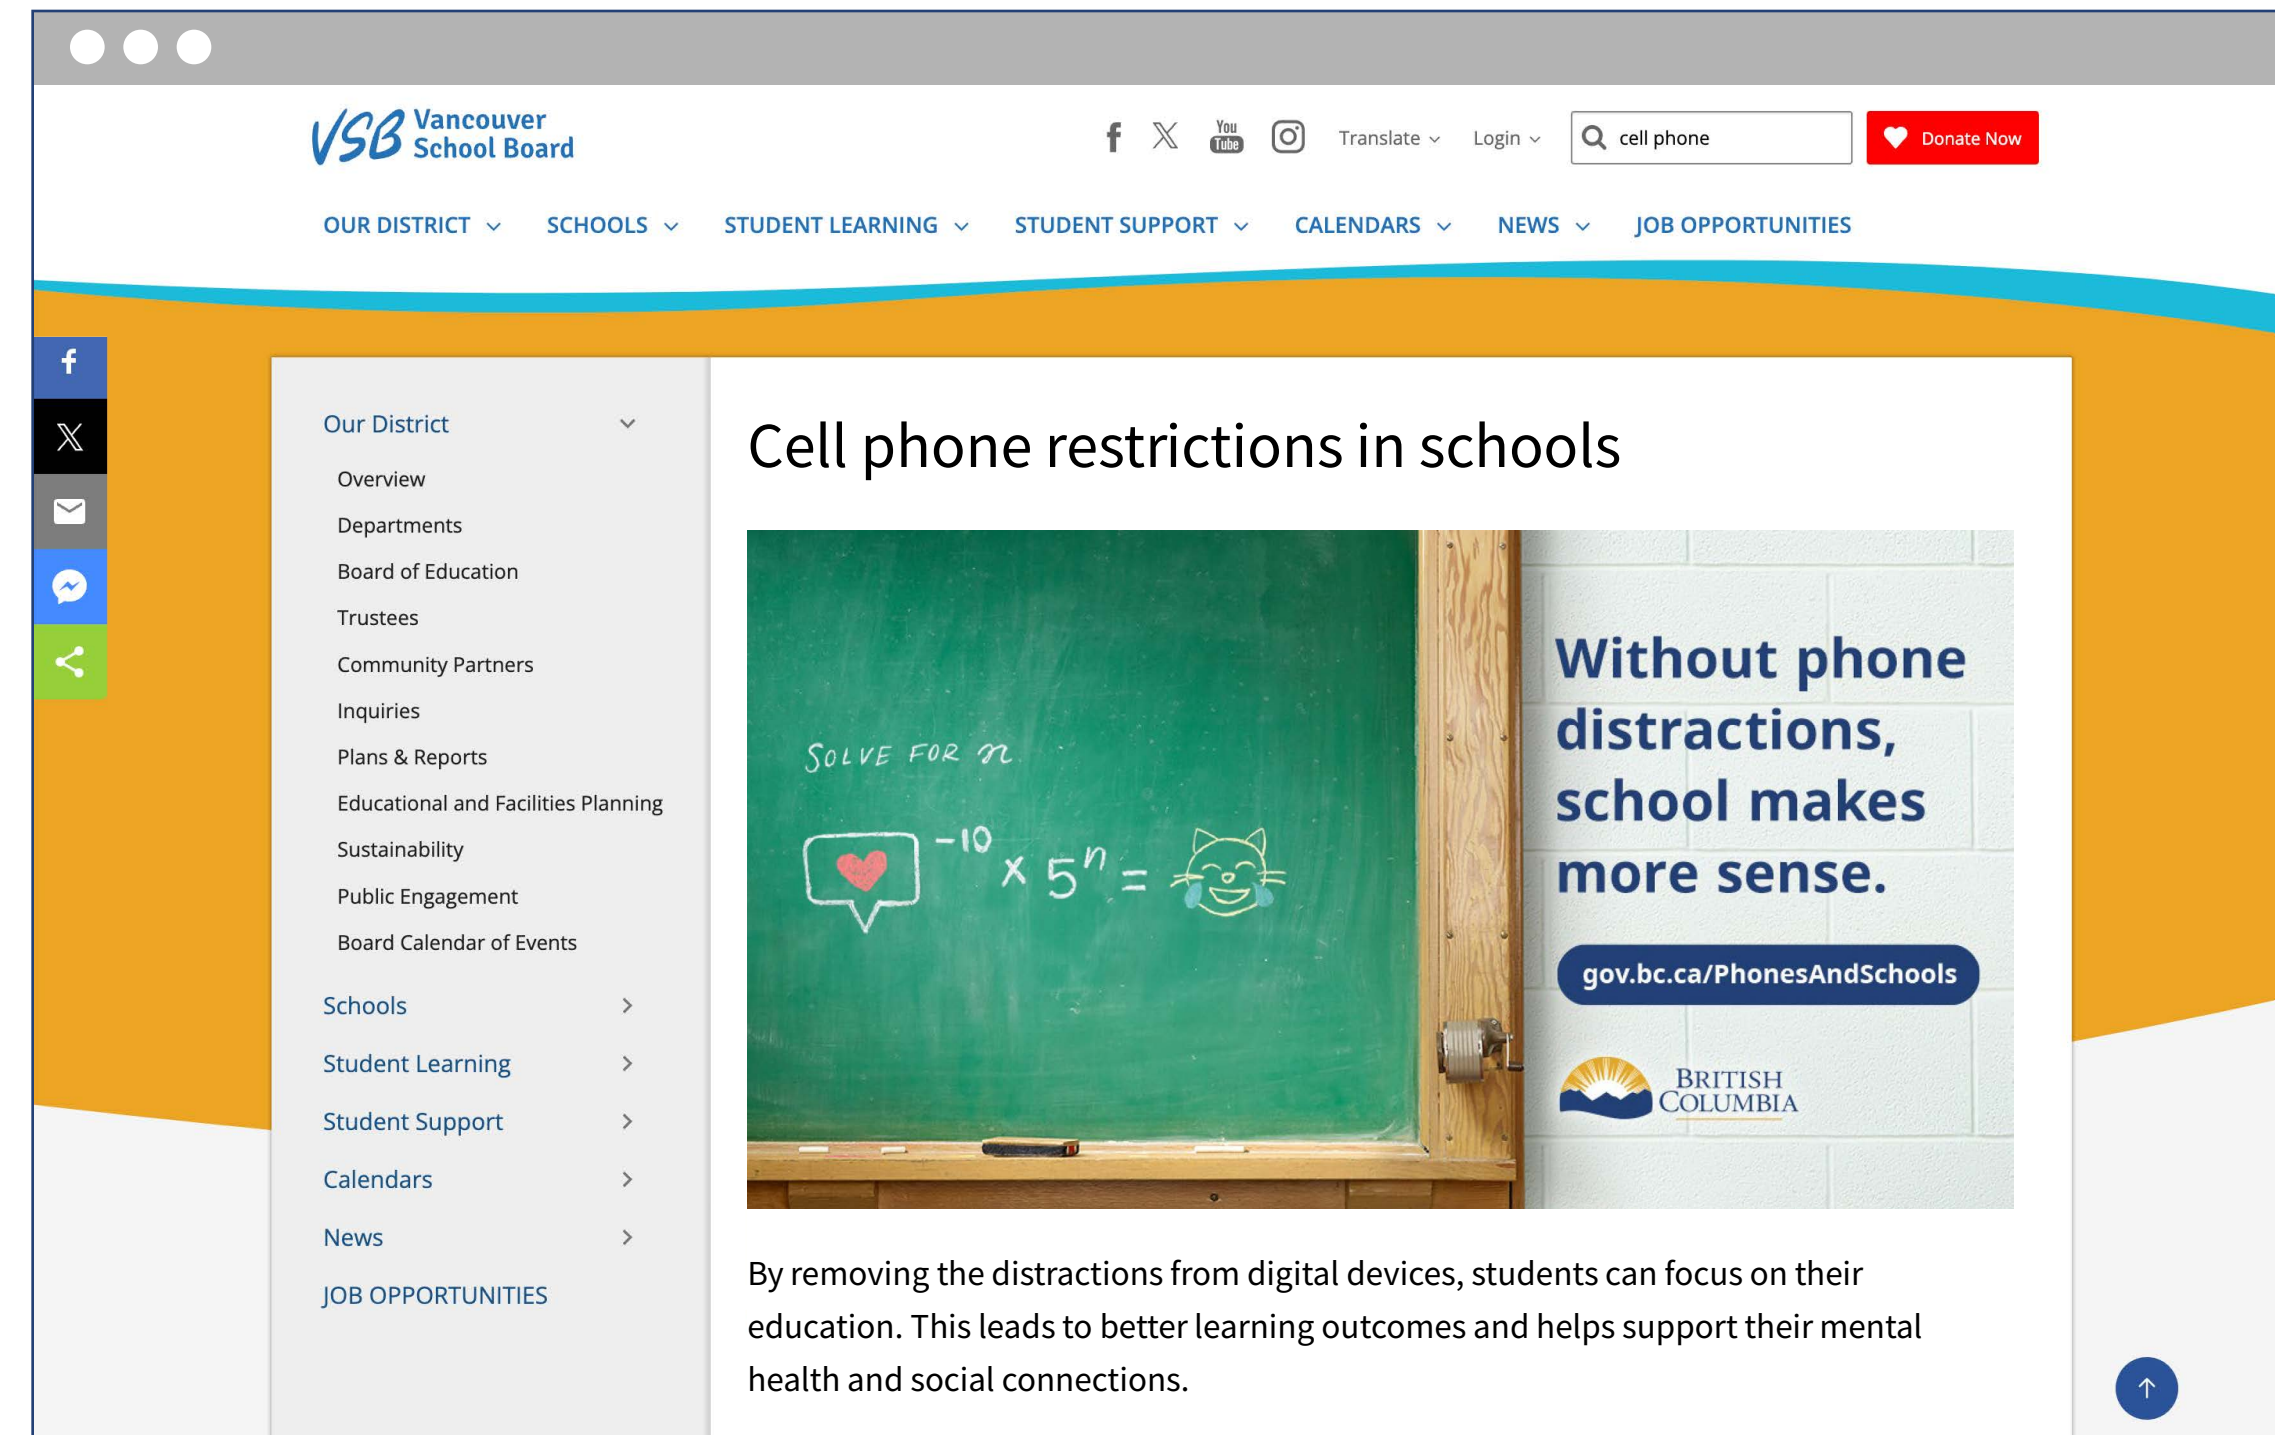 VSB Vancouver
School Board
f X You Tube Translate Login cell phone Donate Now
OUR DISTRICT SCHOOLS STUDENT LEARNING STUDENT SUPPORT CALENDARS NEWS JOB OPPORTUNITIES
f
X
Our District
Overview
Departments
Board of Education
Trustees
Community Partners
Inquiries
Plans & Reports
Educational and Facilities Planning
Sustainability
Public Engagement
Board Calendar of Events
Schools
Student Learning
Student Support
Calendars
News
JOB OPPORTUNITIES
Cell phone restrictions in schools
SOLVE FOR n
-10 x 5ⁿ =
Without phone
distractions,
school makes
more sense.
gov.bc.ca/PhonesAndSchools
BRITISH
COLUMBIA
By removing the distractions from digital devices, students can focus on their
education. This leads to better learning outcomes and helps support their mental
health and social connections.